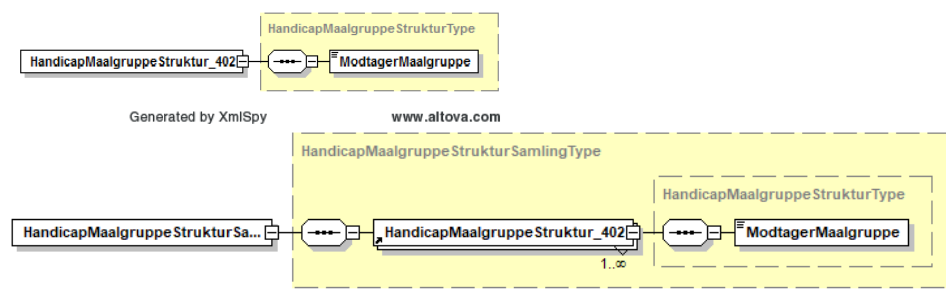 HandicapMaalgruppeStrukturType
HandicapMaalgruppeStruktur_402
ModtagerMaalgruppe
Generated by XmlSpy www.altova.com
HandicapMaalgruppeStrukturSamlingType
HandicapMaalgruppeStrukturType
HandicapMaalgruppeStrukturSa...
HandicapMaalgruppeStruktur_402
ModtagerMaalgruppe
1..∞